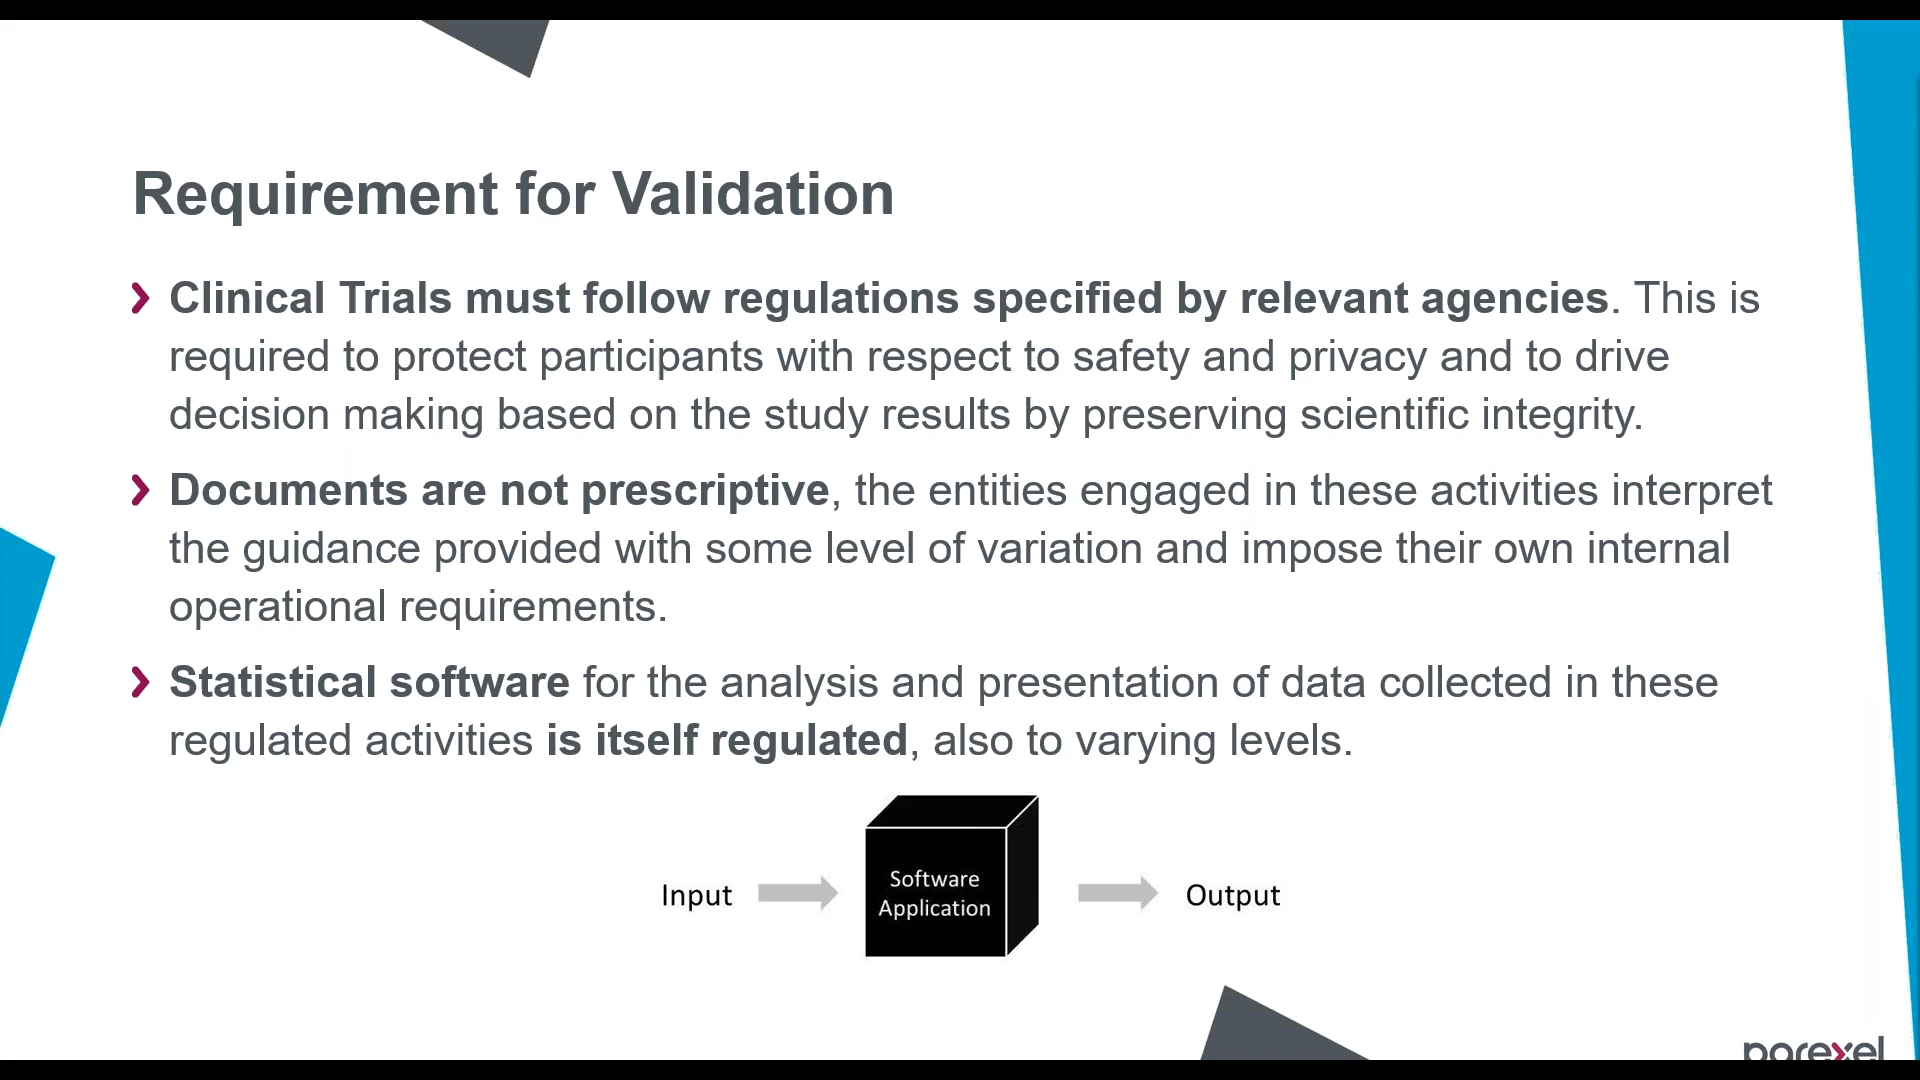 Requirement for Validation
Clinical Trials must follow regulations specified by relevant agencies. This is
required to protect participants with respect to safety and privacy and to drive
decision making based on the study results by preserving scientific integrity.
Documents are not prescriptive, the entities engaged in these activities interpret
the guidance provided with some level of variation and impose their own internal
operational requirements.
Statistical software for the analysis and presentation of data collected in these
regulated activities is itself regulated, also to varying levels.
Input
Software
Application
Output
parexel